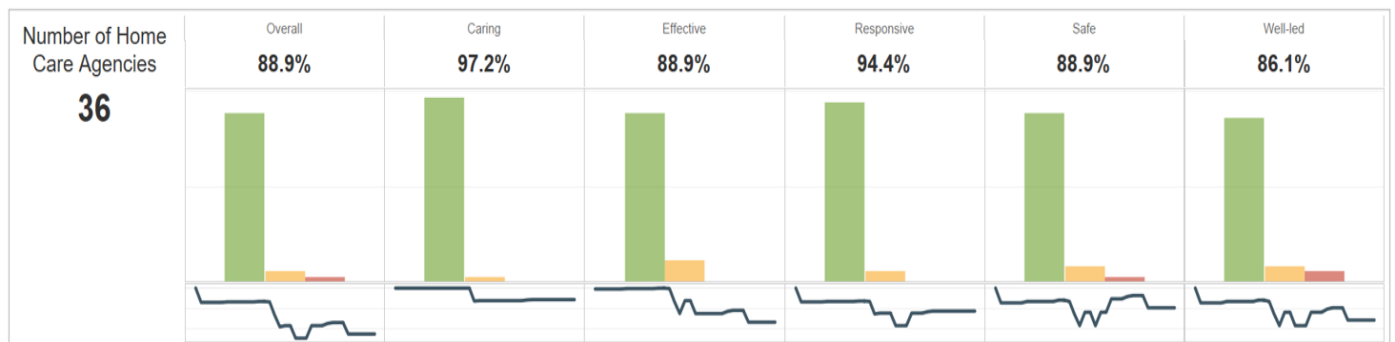 Number of Home
Care Agencies
36
Overall
88.9%
Caring
97.2%
Effective
88.9%
Responsive
94.4%
Safe
88.9%
Well-led
86.1%